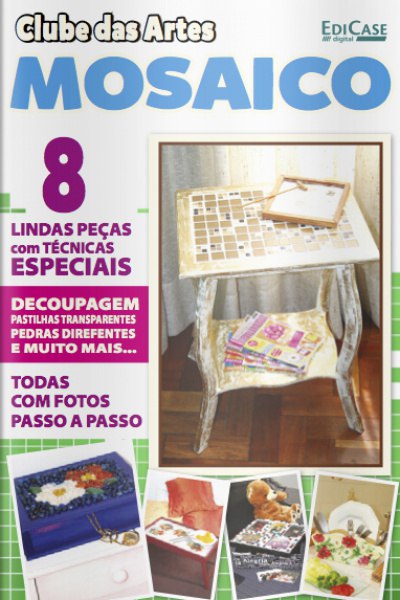 Clube das Artes
EDICASE
digital
MOSAICO
8
LINDAS PEÇAS
com TÉCNICAS
ESPECIAIS
DECOUPAGEM
PASTILHAS TRANSPARENTES
PEDRAS DIREFENTES
E MUITO MAIS...
TODAS
COM FOTOS
PASSO A PASSO
Alegria